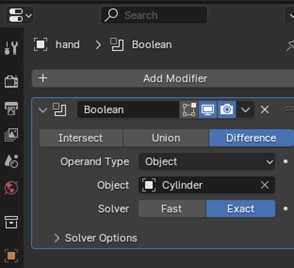 Search
hand > Boolean
+ Add Modifier
Boolean
Intersect Union Difference
Operand Type Object
Object Cylinder
Solver Fast Exact
> Solver Options